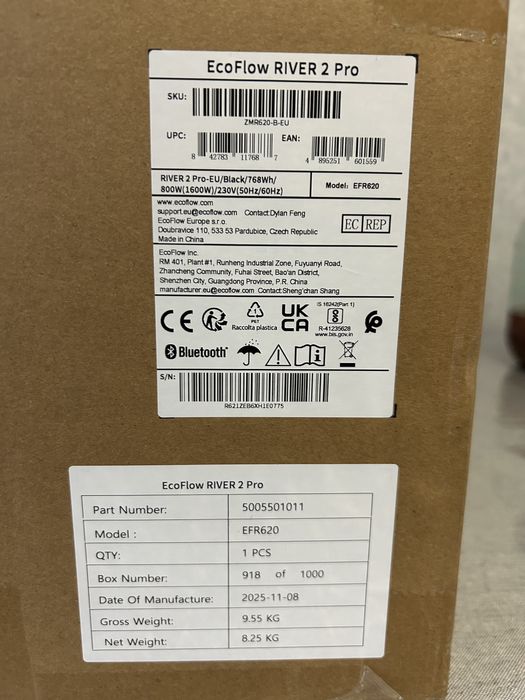 EcoFlow RIVER 2 Pro
SKU:
ZMR620-B-EU
UPC:
8 42783 11768 7
EAN:
4 895251 601559
RIVER 2 Pro-EU/Black/768Wh/
800W(1600W)/230V(50Hz/60Hz)
Model: EFR620
www.ecoflow.com
support.eu@ecoflow.com Contact:Dylan Feng
EcoFlow Europe s.r.o.
Doubravice 110, 533 53 Pardubice, Czech Republic
Made in China
EC REP
EcoFlow Inc.
RM 401, Plant #1, Runheng Industrial Zone, Fuyuanyi Road,
Zhancheng Community, Fuhai Street, Bao'an District,
Shenzhen City, Guangdong Province, P.R. China
manufacturer.eu@ecoflow.com Contact:Sheng'chan Shang
CE
PET
Raccolta plastica
UK
CA
IS 16242(Part 1)
R-41235628
www.bis.gov.in
Bluetooth®
S/N:
R621ZEB6XH1E0775
EcoFlow RIVER 2 Pro
Part Number: 5005501011
Model : EFR620
QTY: 1 PCS
Box Number: 918 of 1000
Date Of Manufacture: 2025-11-08
Gross Weight: 9.55 KG
Net Weight: 8.25 KG